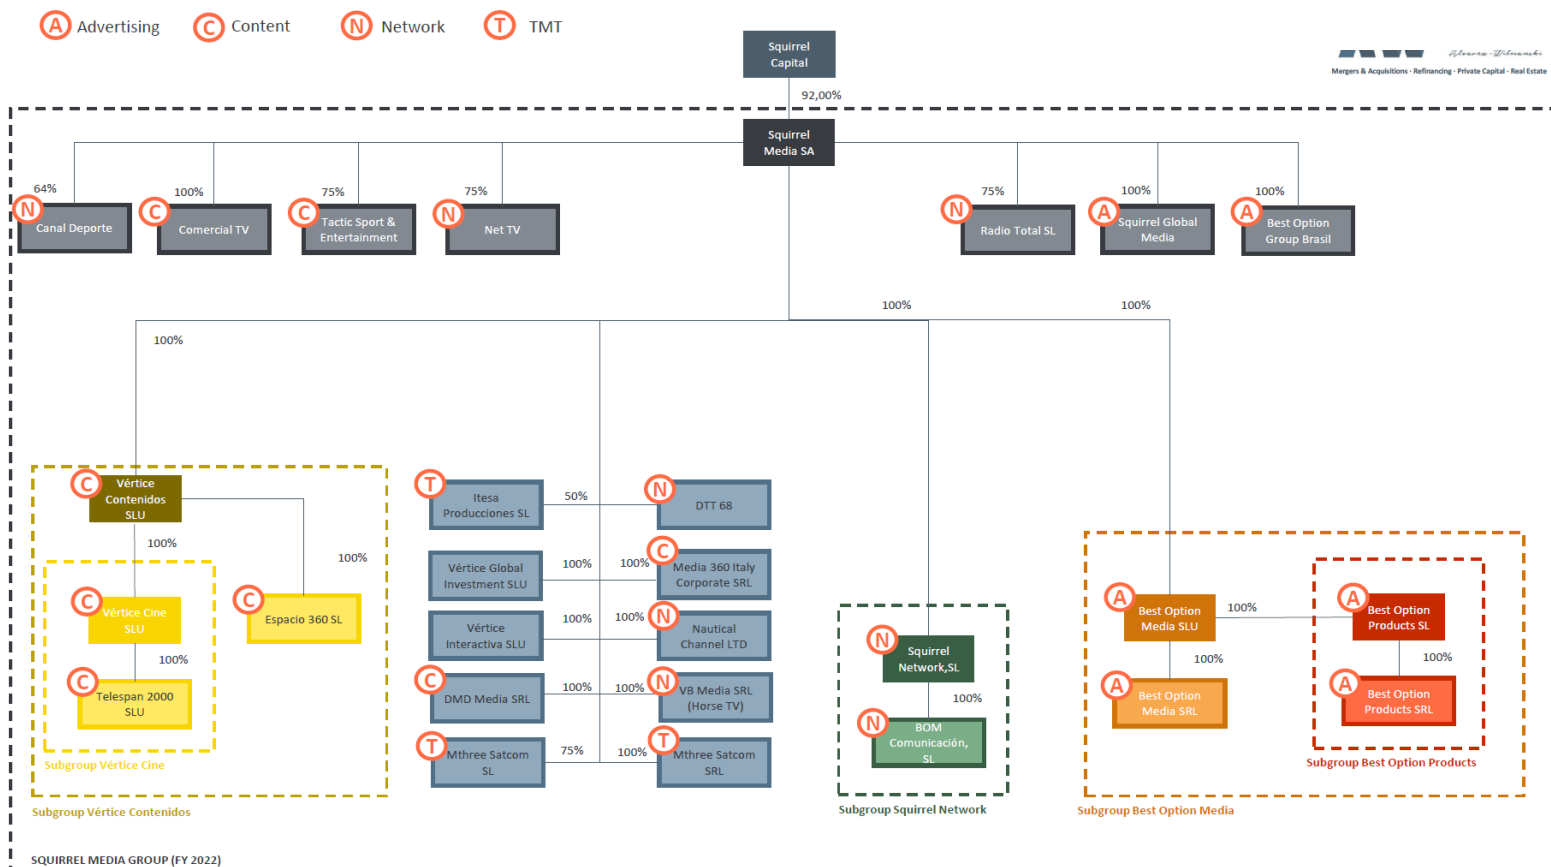 A Advertising
C Content
N Network
T TMT
Squirrel
Capital
Mergers & Acquisitions - Refinancing - Private Capital - Real Estate
92,00%
Squirrel
Media SA
64%
N
Canal Deporte
100%
C
Comercial TV
75%
C
Tactic Sport &
Entertainment
75%
N
Net TV
75%
N
Radio Total SL
100%
A
Squirrel Global
Media
100%
A
Best Option
Group Brasil
100%
100%
100%
C
Vértice
Contenidos
SLU
100%
100%
C
Vértice Cine
SLU
C
Espacio 360 SL
100%
C
Telespan 2000
SLU
Subgroup Vértice Cine
Subgroup Vértice Contenidos
T
Itesa
Producciones SL
50%
N
DTT 68
Vértice Global
Investment SLU
100%
100%
C
Media 360 Italy
Corporate SRL
Vértice
Interactiva SLU
100%
100%
N
Nautical
Channel LTD
C
DMD Media SRL
100%
100%
N
VB Media SRL
(Horse TV)
T
Mthree Satcom
SL
75%
100%
T
Mthree Satcom
SRL
N
Squirrel
Network,SL
100%
N
BOM
Comunicación,
SL
Subgroup Squirrel Network
A
Best Option
Media SLU
100%
A
Best Option
Products SL
100%
100%
A
Best Option
Media SRL
A
Best Option
Products SRL
Subgroup Best Option Products
Subgroup Best Option Media
SQUIRREL MEDIA GROUP (FY 2022)